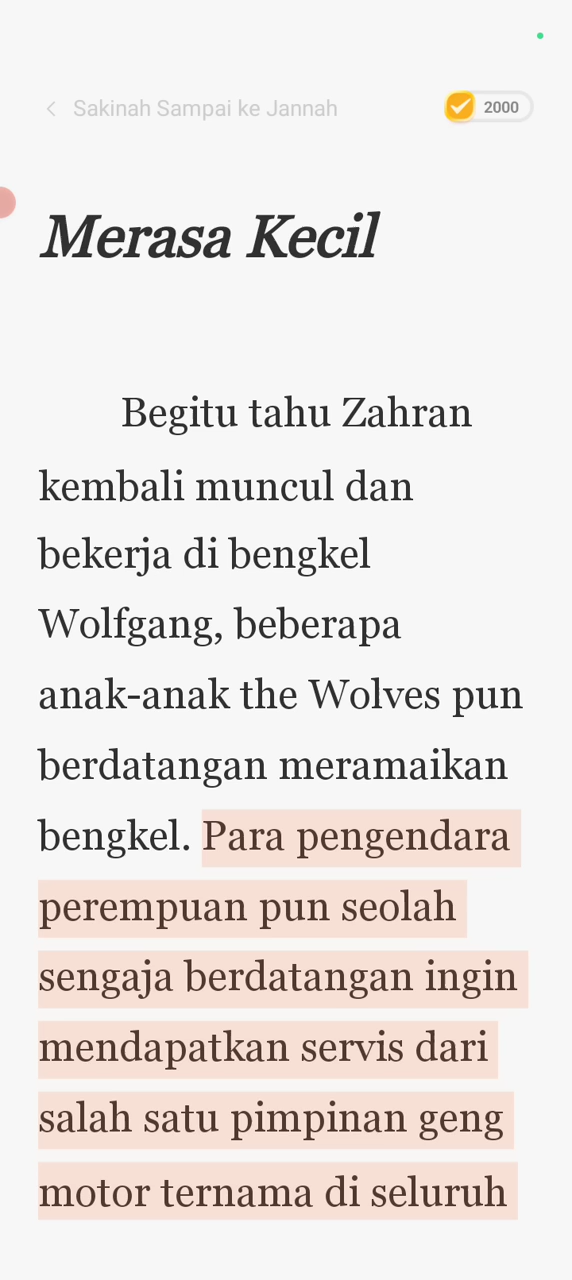 Sakinah Sampai ke Jannah
2000
Merasa Kecil
Begitu tahu Zahran
kembali muncul dan
bekerja di bengkel
Wolfgang, beberapa
anak-anak the Wolves pun
berdatangan meramaikan
bengkel. Para pengendara
perempuan pun seolah
sengaja berdatangan ingin
mendapatkan servis dari
salah satu pimpinan geng
motor ternama di seluruh